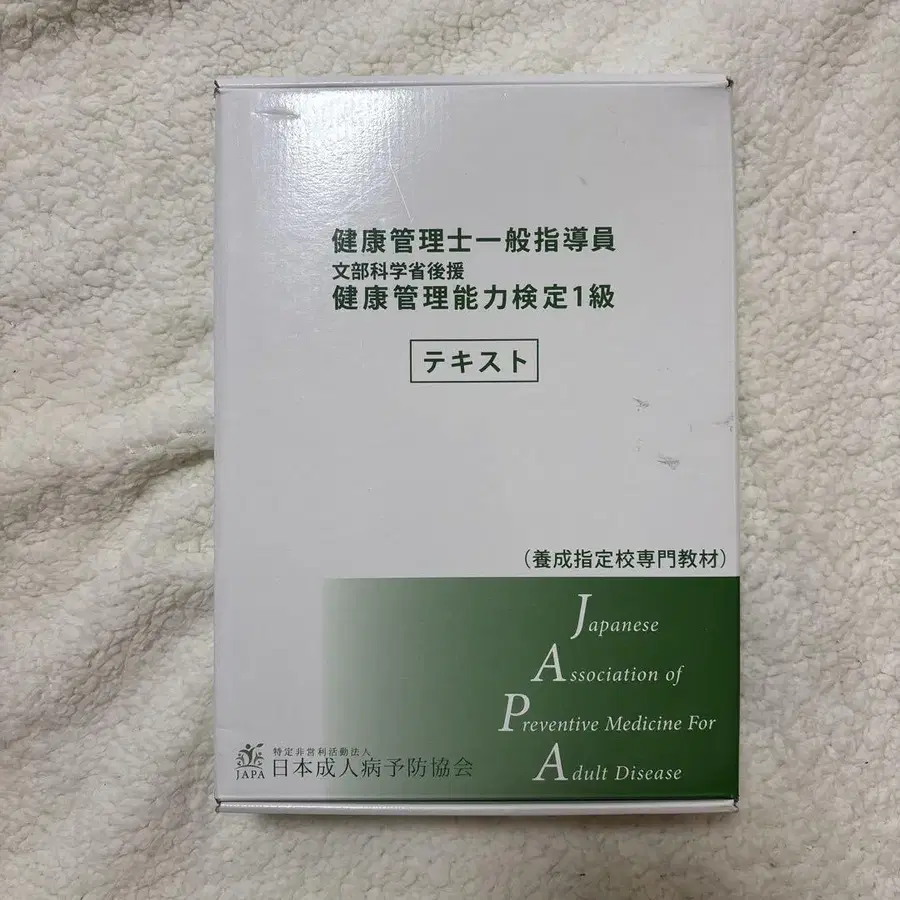 健康管理士一般指導員
文部科学省後援
健康管理能力検定1級
テキスト
(養成指定校専門教材)
Japanese
Association of
Preventive Medicine For
Adult Disease
特定非営利活動法人
JAPA 日本成人病予防協会